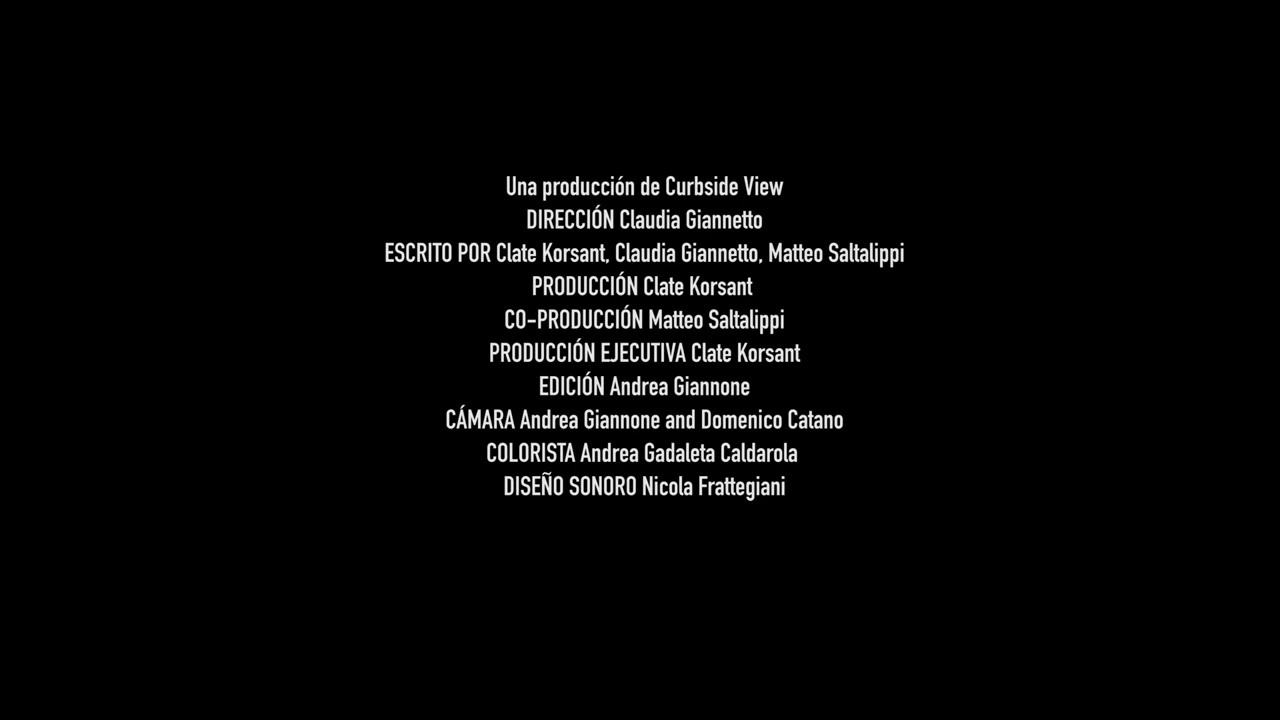 Una producción de Curbside View
DIRECCIÓN Claudia Giannetto
ESCRITO POR Clate Korsant, Claudia Giannetto, Matteo Saltalippi
PRODUCCIÓN Clate Korsant
CO-PRODUCCIÓN Matteo Saltalippi
PRODUCCIÓN EJECUTIVA Clate Korsant
EDICIÓN Andrea Giannone
CÁMARA Andrea Giannone and Domenico Catano
COLORISTA Andrea Gadaleta Caldarola
DISEÑO SONORO Nicola Frattegiani